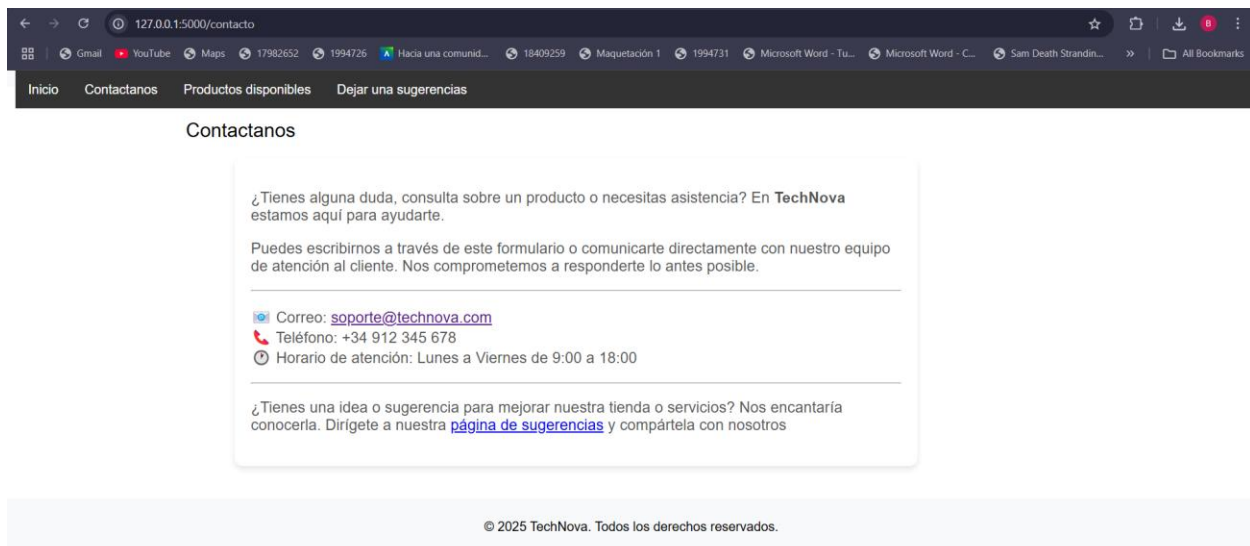 127.0.0.1:5000/contacto
B
Gmail YouTube Maps 17982652 1994726 Hacia una comunid... 18409259 Maquetación 1 1994731 Microsoft Word - Tu... Microsoft Word - C... Sam Death Strandin... » All Bookmarks
Inicio Contactanos Productos disponibles Dejar una sugerencias
Contactanos
¿Tienes alguna duda, consulta sobre un producto o necesitas asistencia? En TechNova
estamos aquí para ayudarte.
Puedes escribirnos a través de este formulario o comunicarte directamente con nuestro equipo
de atención al cliente. Nos comprometemos a responderte lo antes posible.
Correo: soporte@technova.com
Teléfono: +34 912 345 678
Horario de atención: Lunes a Viernes de 9:00 a 18:00
¿Tienes una idea o sugerencia para mejorar nuestra tienda o servicios? Nos encantaría
conocerla. Dirígete a nuestra página de sugerencias y compártela con nosotros
© 2025 TechNova. Todos los derechos reservados.